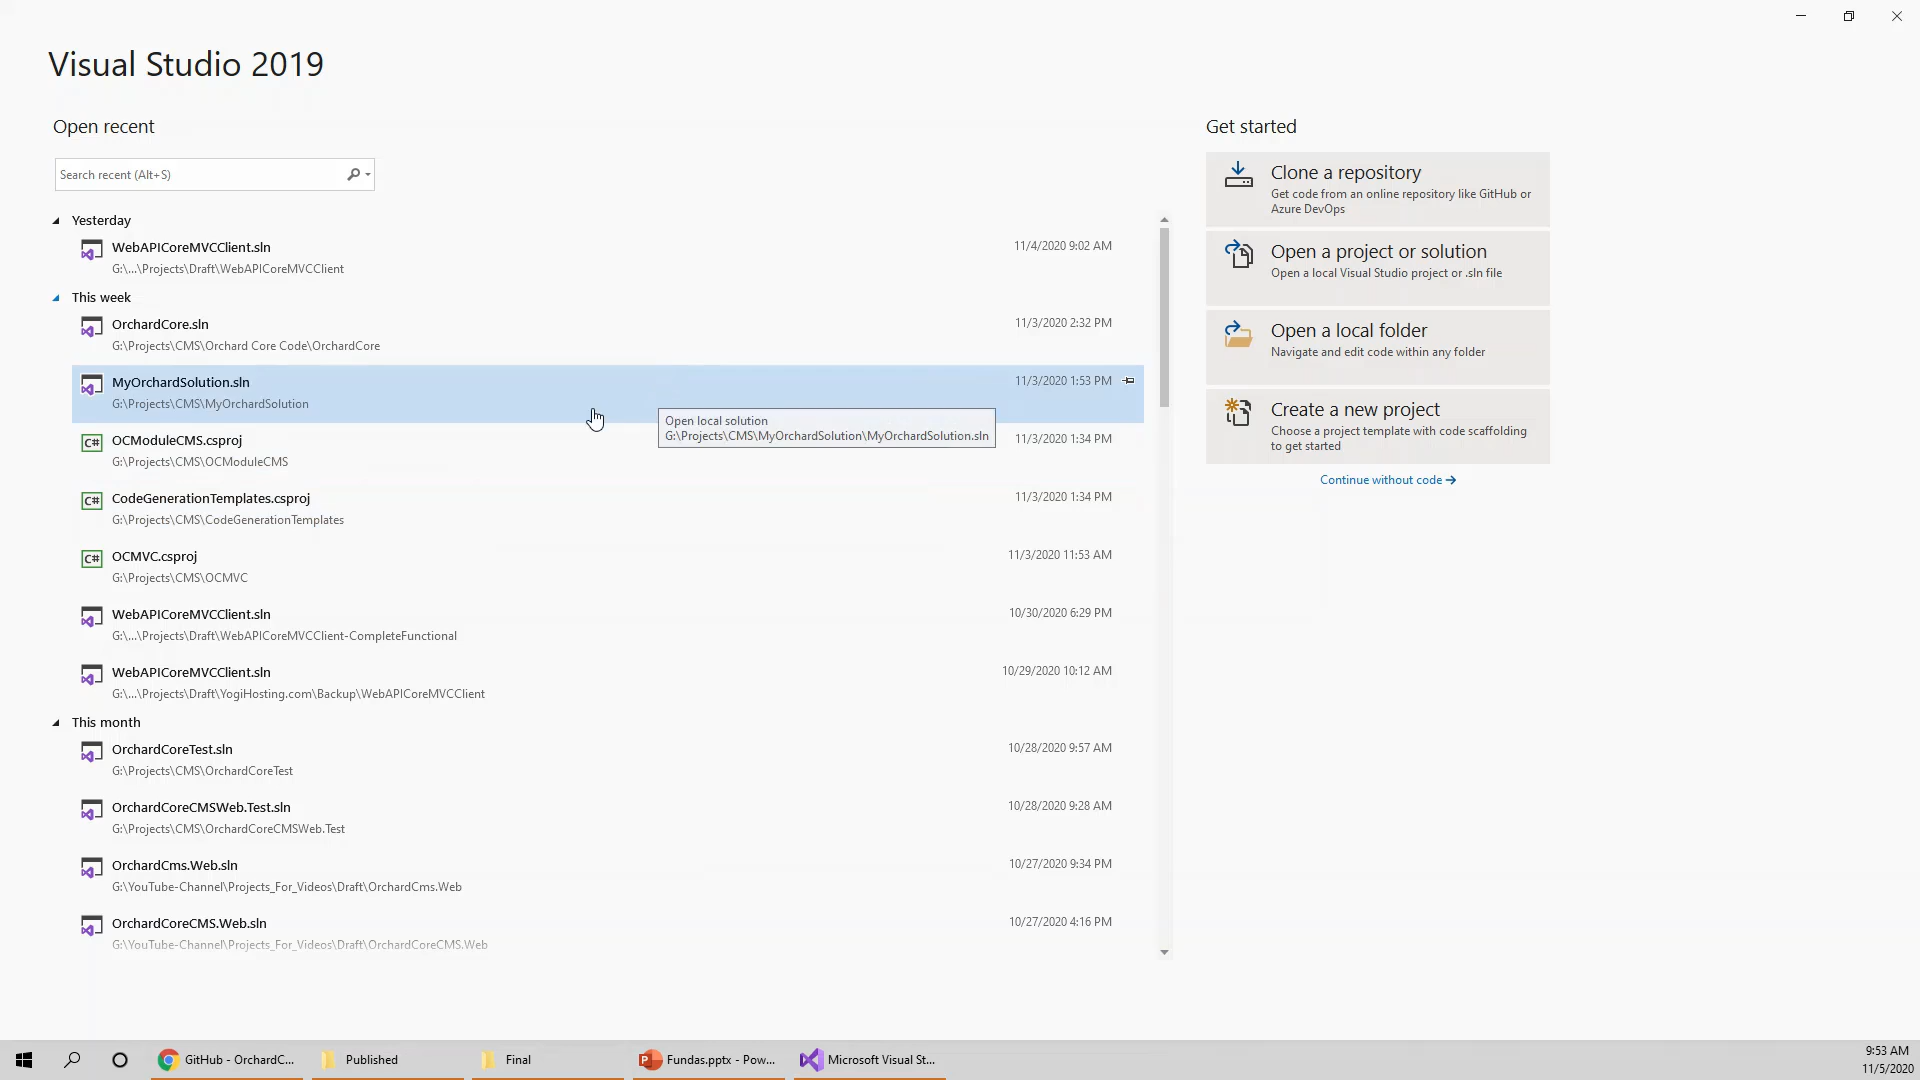 Visual Studio 2019
Open recent
Search recent (Alt+S)
Yesterday
WebAPICoreMVCClient.sln
11/4/2020 9:02 AM
G:\...\Projects\Draft\WebAPICoreMVCClient
This week
OrchardCore.sln
11/3/2020 2:32 PM
G:\Projects\CMS\Orchard Core Code\OrchardCore
MyOrchardSolution.sln
11/3/2020 1:53 PM
G:\Projects\CMS\MyOrchardSolution
Open local solution
G:\Projects\CMS\MyOrchardSolution\MyOrchardSolution.sln
OCModuleCMS.csproj
11/3/2020 1:34 PM
G:\Projects\CMS\OCModuleCMS
CodeGenerationTemplates.csproj
11/3/2020 1:34 PM
G:\Projects\CMS\CodeGenerationTemplates
OCMVC.csproj
11/3/2020 11:53 AM
G:\Projects\CMS\OCMVC
WebAPICoreMVCClient.sln
10/30/2020 6:29 PM
G:\...\Projects\Draft\WebAPICoreMVCClient-CompleteFunctional
WebAPICoreMVCClient.sln
10/29/2020 10:12 AM
G:\...\Projects\Draft\YogiHosting.com\Backup\WebAPICoreMVCClient
This month
OrchardCoreTest.sln
10/28/2020 9:57 AM
G:\Projects\CMS\OrchardCoreTest
OrchardCoreCMSWeb.Test.sln
10/28/2020 9:28 AM
G:\Projects\CMS\OrchardCoreCMSWeb.Test
OrchardCms.Web.sln
10/27/2020 9:34 PM
G:\YouTube-Channel\Projects_For_Videos\Draft\OrchardCms.Web
OrchardCoreCMS.Web.sln
10/27/2020 4:16 PM
G:\YouTube-Channel\Projects_For_Videos\Draft\OrchardCoreCMS.Web
Get started
Clone a repository
Get code from an online repository like GitHub or
Azure DevOps
Open a project or solution
Open a local Visual Studio project or .sln file
Open a local folder
Navigate and edit code within any folder
Create a new project
Choose a project template with code scaffolding
to get started
Continue without code →
GitHub - OrchardC...
Published
Final
Fundas.pptx - Pow...
Microsoft Visual St...
9:53 AM
11/5/2020